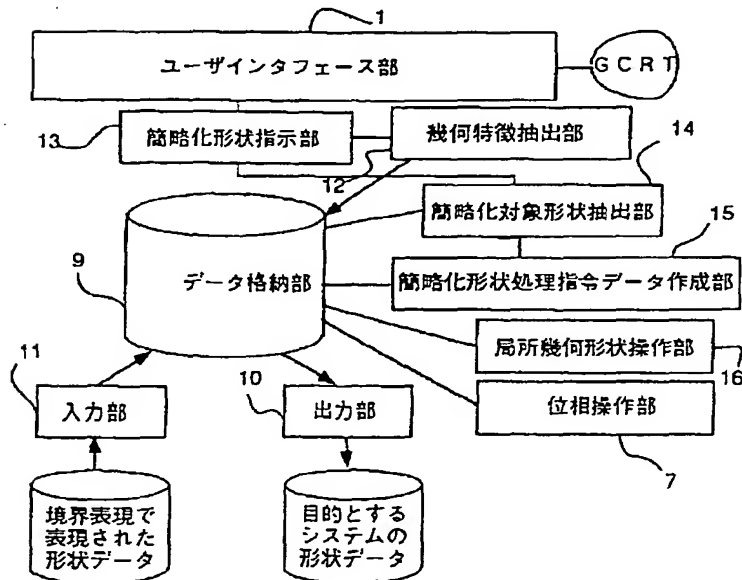 1
ユーザインタフェース部
GCRT
13
簡略化形状指示部
幾何特徴抽出部
12
14
簡略化対象形状抽出部
15
9
データ格納部
簡略化形状処理指令データ作成部
局所幾何形状操作部
16
11
入力部
10
出力部
位相操作部
7
境界表現で
表現された
形状データ
目的とする
システムの
形状データ